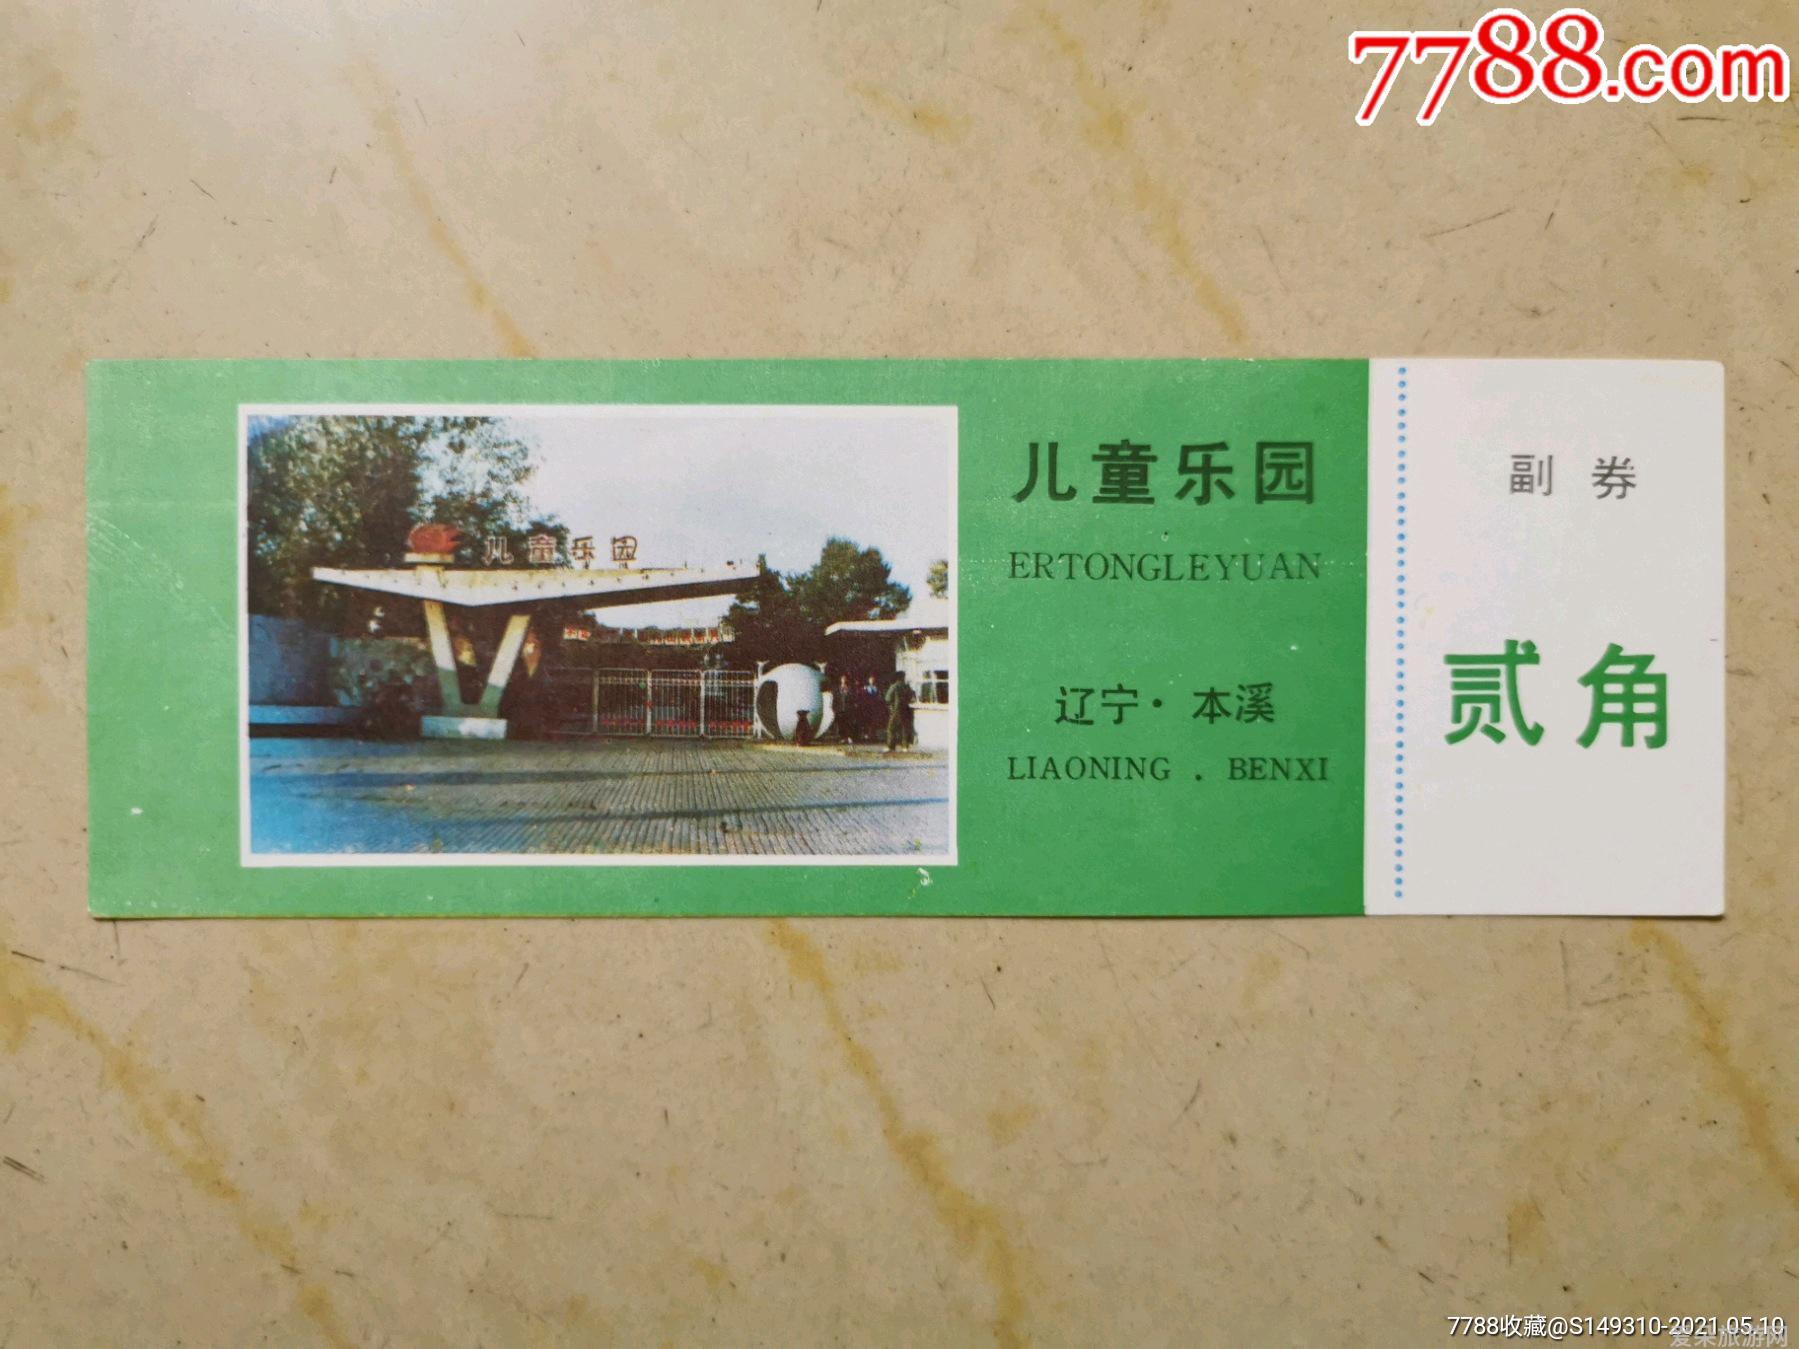 7788.com
儿童乐园
儿童乐园
ERTONGLEYUAN
辽宁·本溪
LIAONING . BENXI
副券
贰角
7788收藏@S149310-2021.05.10